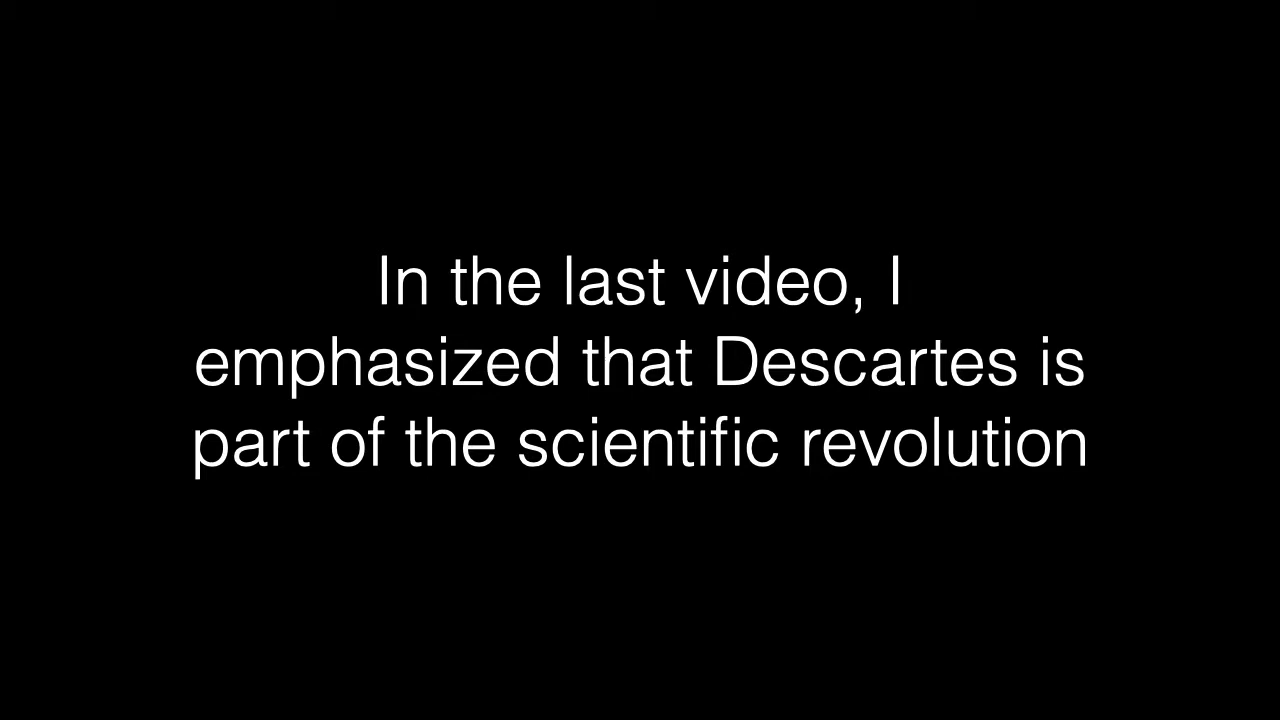 In the last video, I
emphasized that Descartes is
part of the scientific revolution